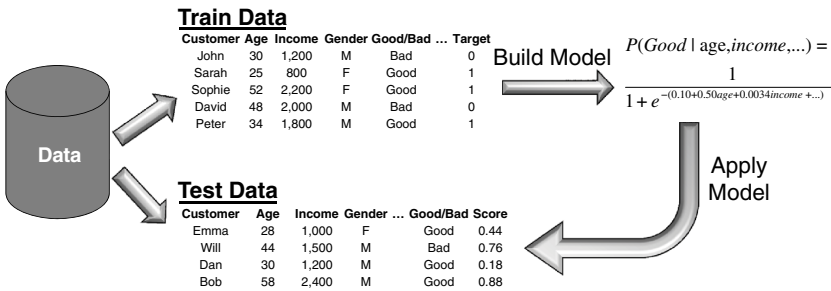 Train Data
Customer Age Income Gender Good/Bad … Target
John 30 1,200 M Bad 0
Sarah 25 800 F Good 1
Sophie 52 2,200 F Good 1
David 48 2,000 M Bad 0
Peter 34 1,800 M Good 1
Build Model
P(Good | age,income,...) =
1
1 + e^−(0.10+0.50age+0.0034income +...)
Data
Apply
Model
Test Data
Customer Age Income Gender … Good/Bad Score
Emma 28 1,000 F Good 0.44
Will 44 1,500 M Bad 0.76
Dan 30 1,200 M Good 0.18
Bob 58 2,400 M Good 0.88